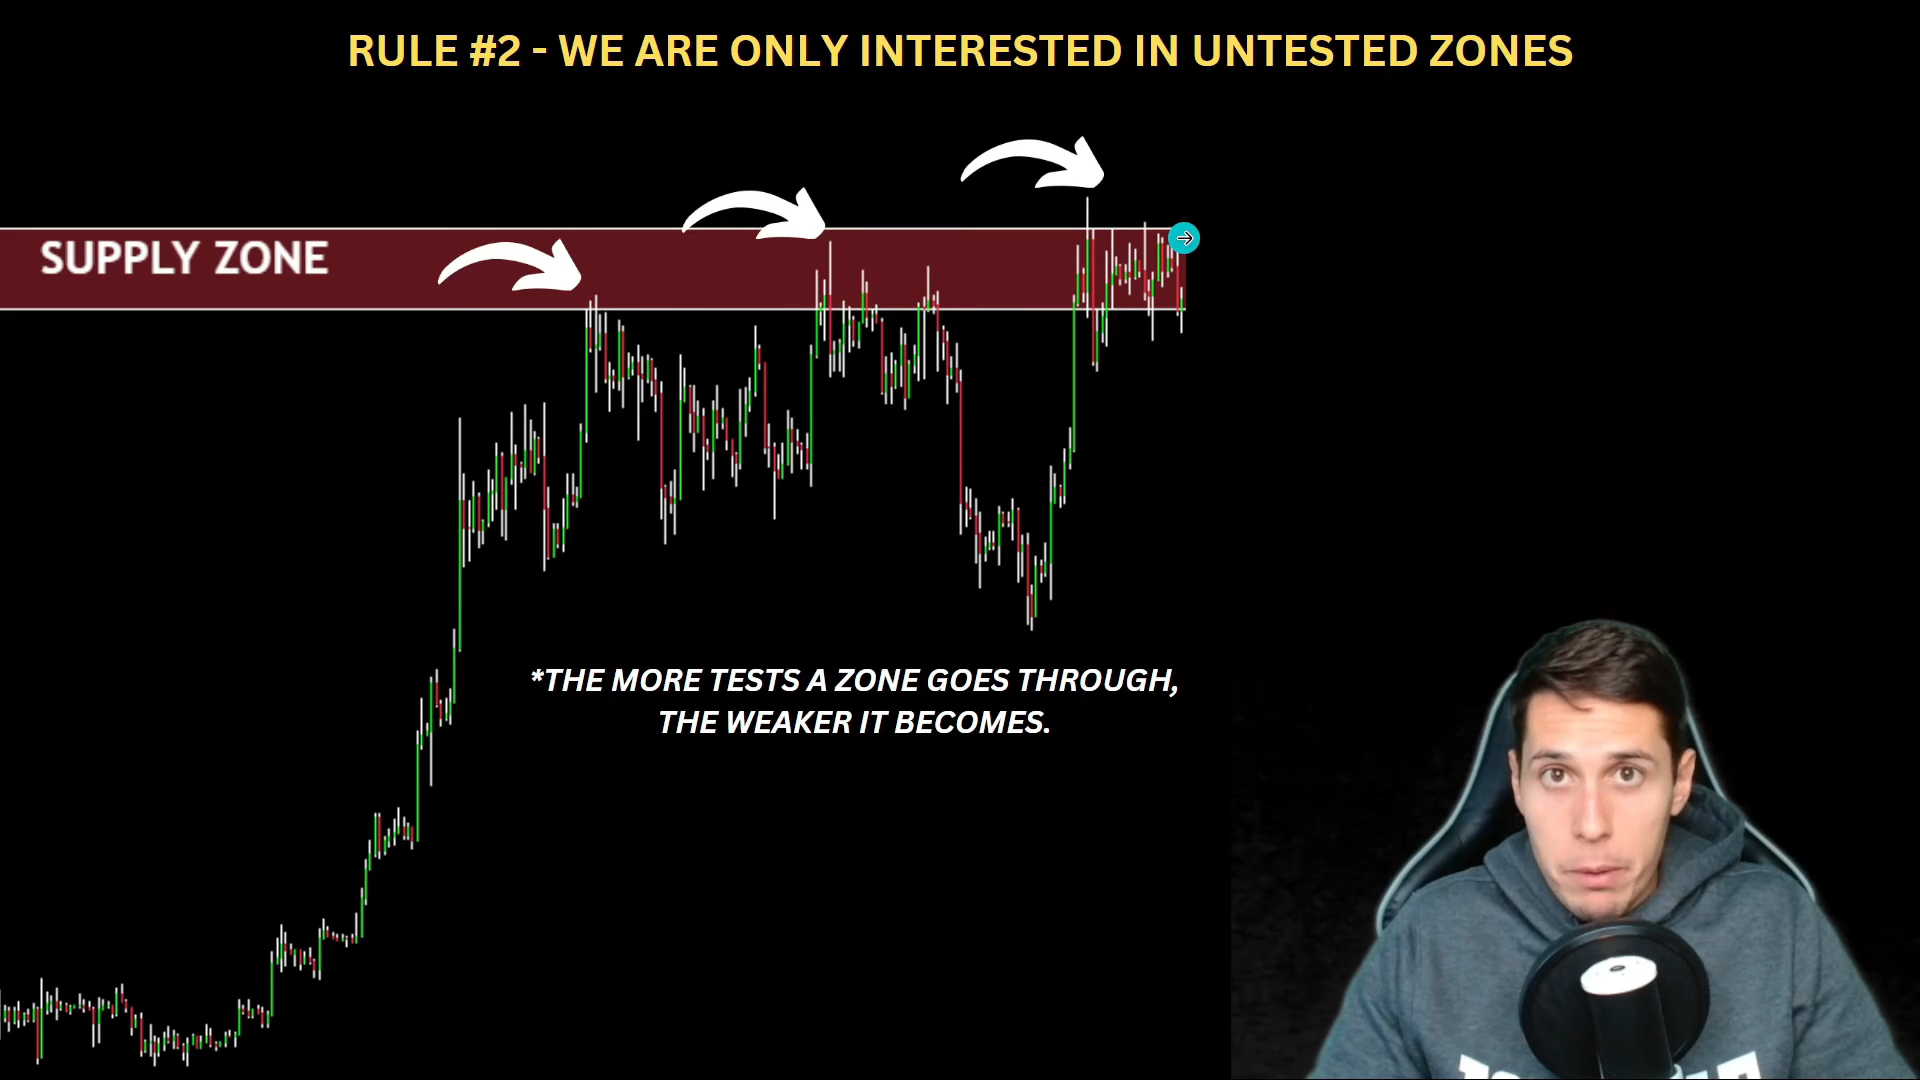 RULE #2 - WE ARE ONLY INTERESTED IN UNTESTED ZONES
SUPPLY ZONE
*THE MORE TESTS A ZONE GOES THROUGH,
THE WEAKER IT BECOMES.